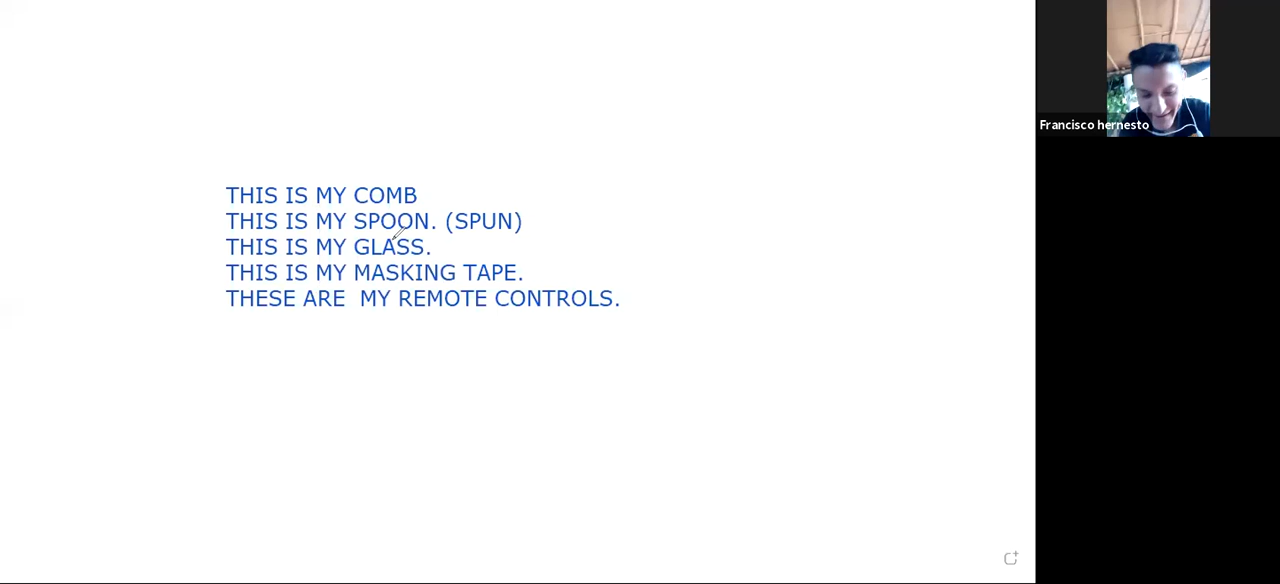 THIS IS MY COMB
THIS IS MY SPOON. (SPUN)
THIS IS MY GLASS.
THIS IS MY MASKING TAPE.
THESE ARE  MY REMOTE CONTROLS.
Francisco hernesto